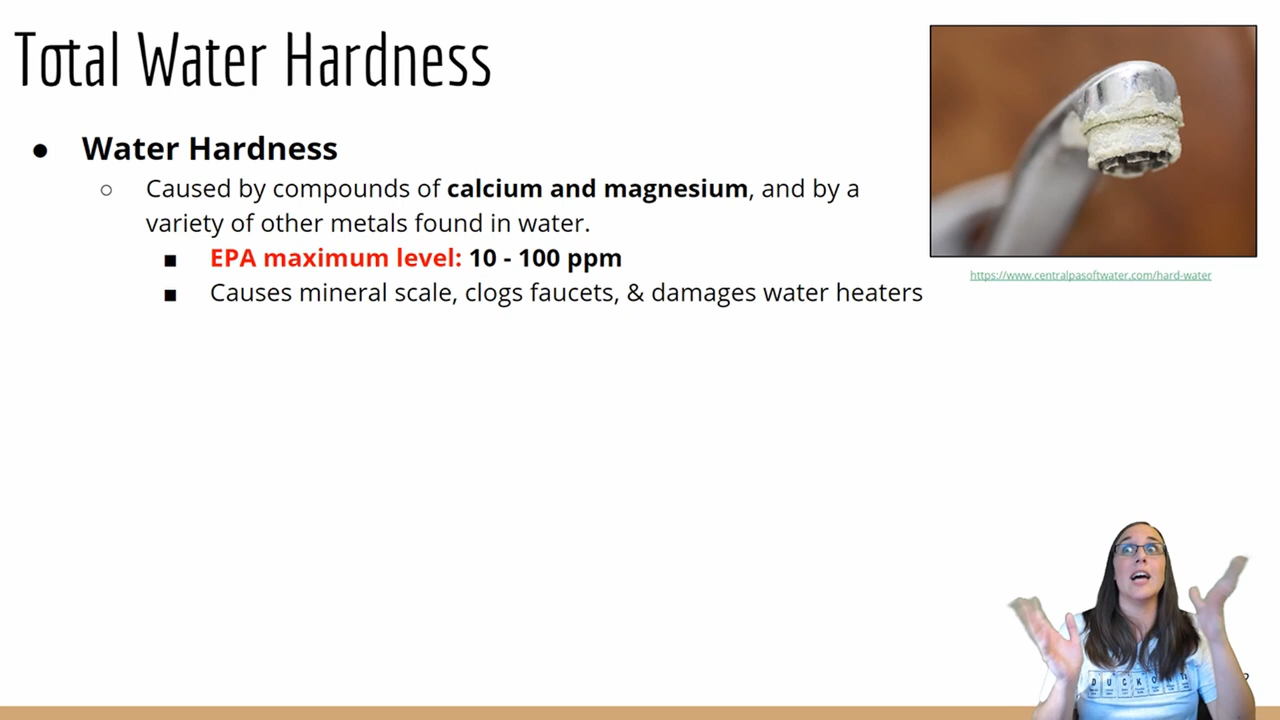 Total Water Hardness
● Water Hardness
○ Caused by compounds of calcium and magnesium, and by a
variety of other metals found in water.
■ EPA maximum level: 10 - 100 ppm
■ Causes mineral scale, clogs faucets, & damages water heaters
https://www.centralpasoftwater.com/hard-water